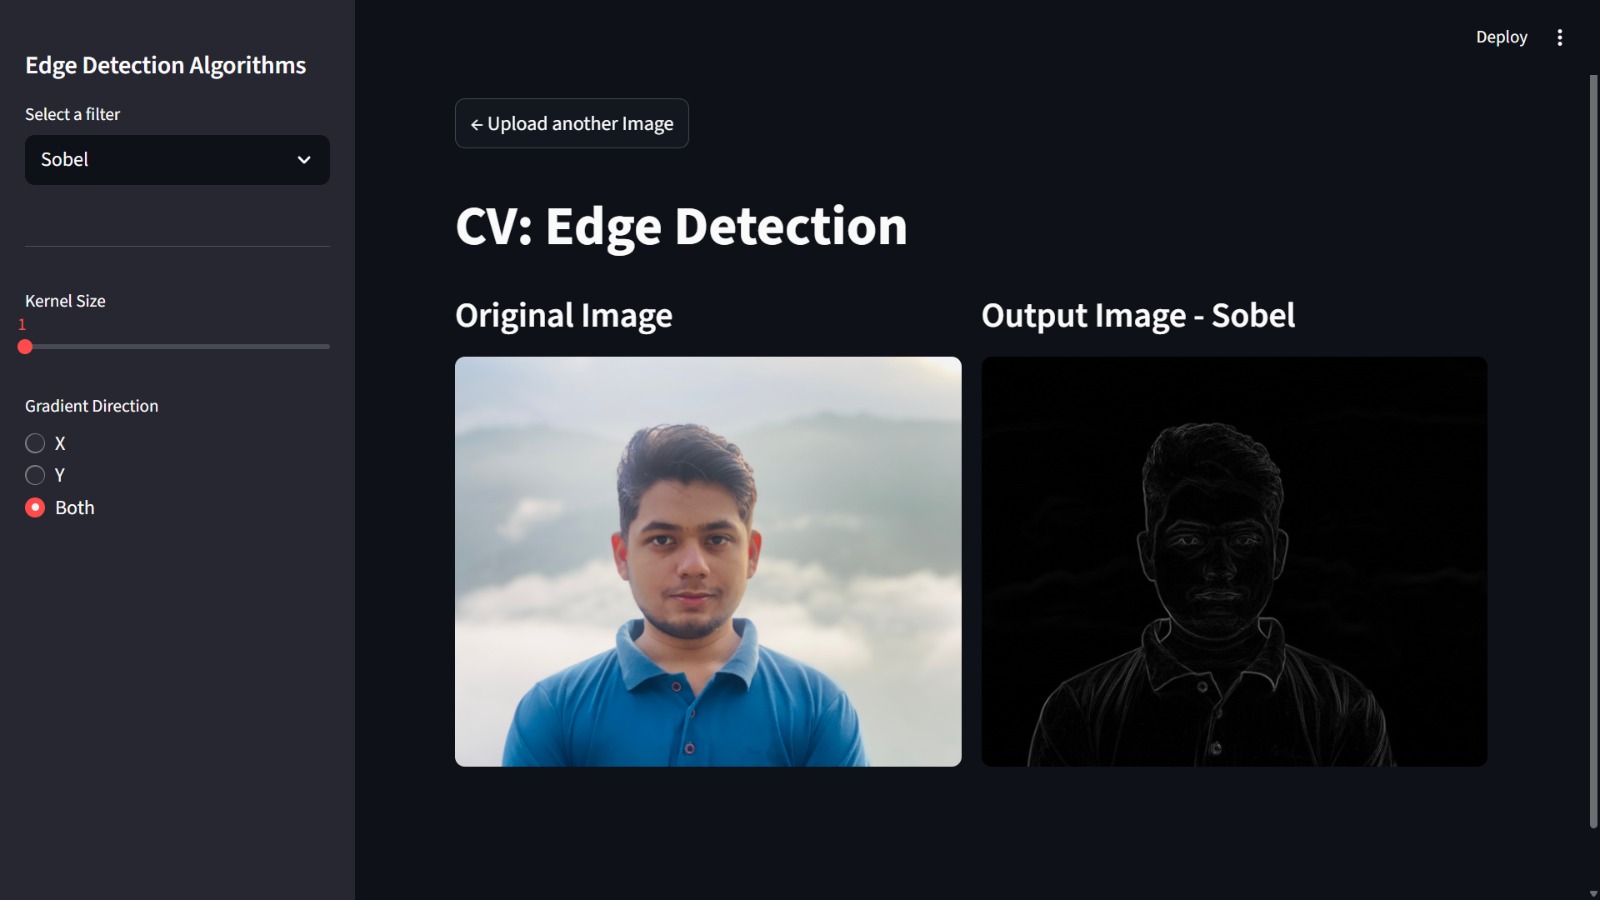 Edge Detection Algorithms
Select a filter
Sobel
Kernel Size
1
Gradient Direction
X
Y
Both
Deploy
← Upload another Image
CV: Edge Detection
Original Image
Output Image - Sobel